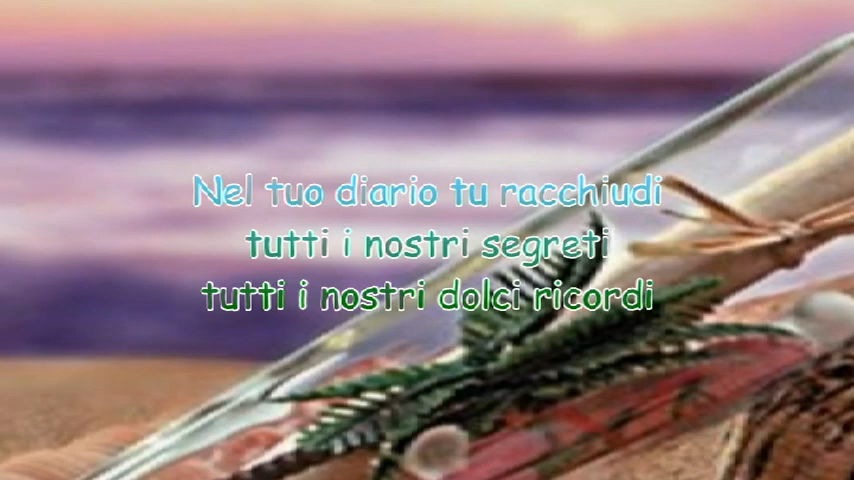 Nel tuo diario tu racchiudi
tutti i nostri segreti
tutti i nostri dolci ricordi